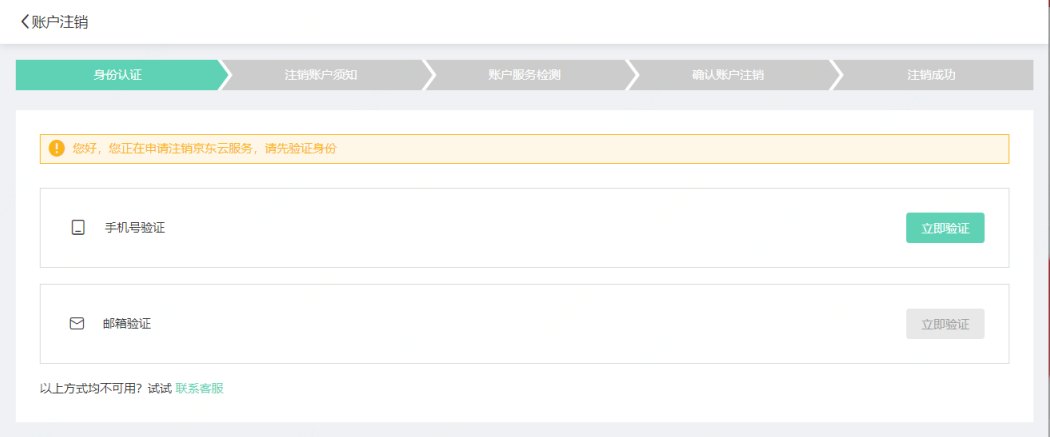 账户注销
身份认证 注销账户须知 账户服务检测 确认账户注销 注销成功
您好，您正在申请注销京东云服务，请先验证身份
手机号验证 立即验证
邮箱验证 立即验证
以上方式均不可用？试试 联系客服